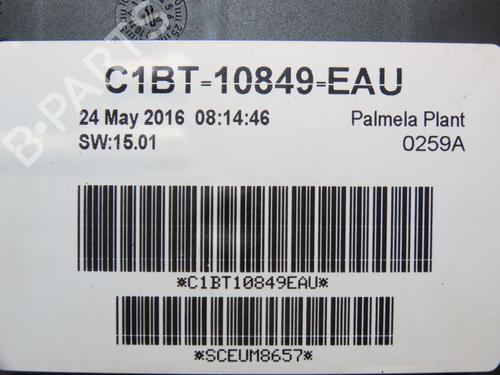 C1BT-10849-EAU
24 May 2016 08:14:46 Palmela Plant
SW:15.01 0259A
*C1BT10849EAU*
*SCEUM8657*
B-PARTS